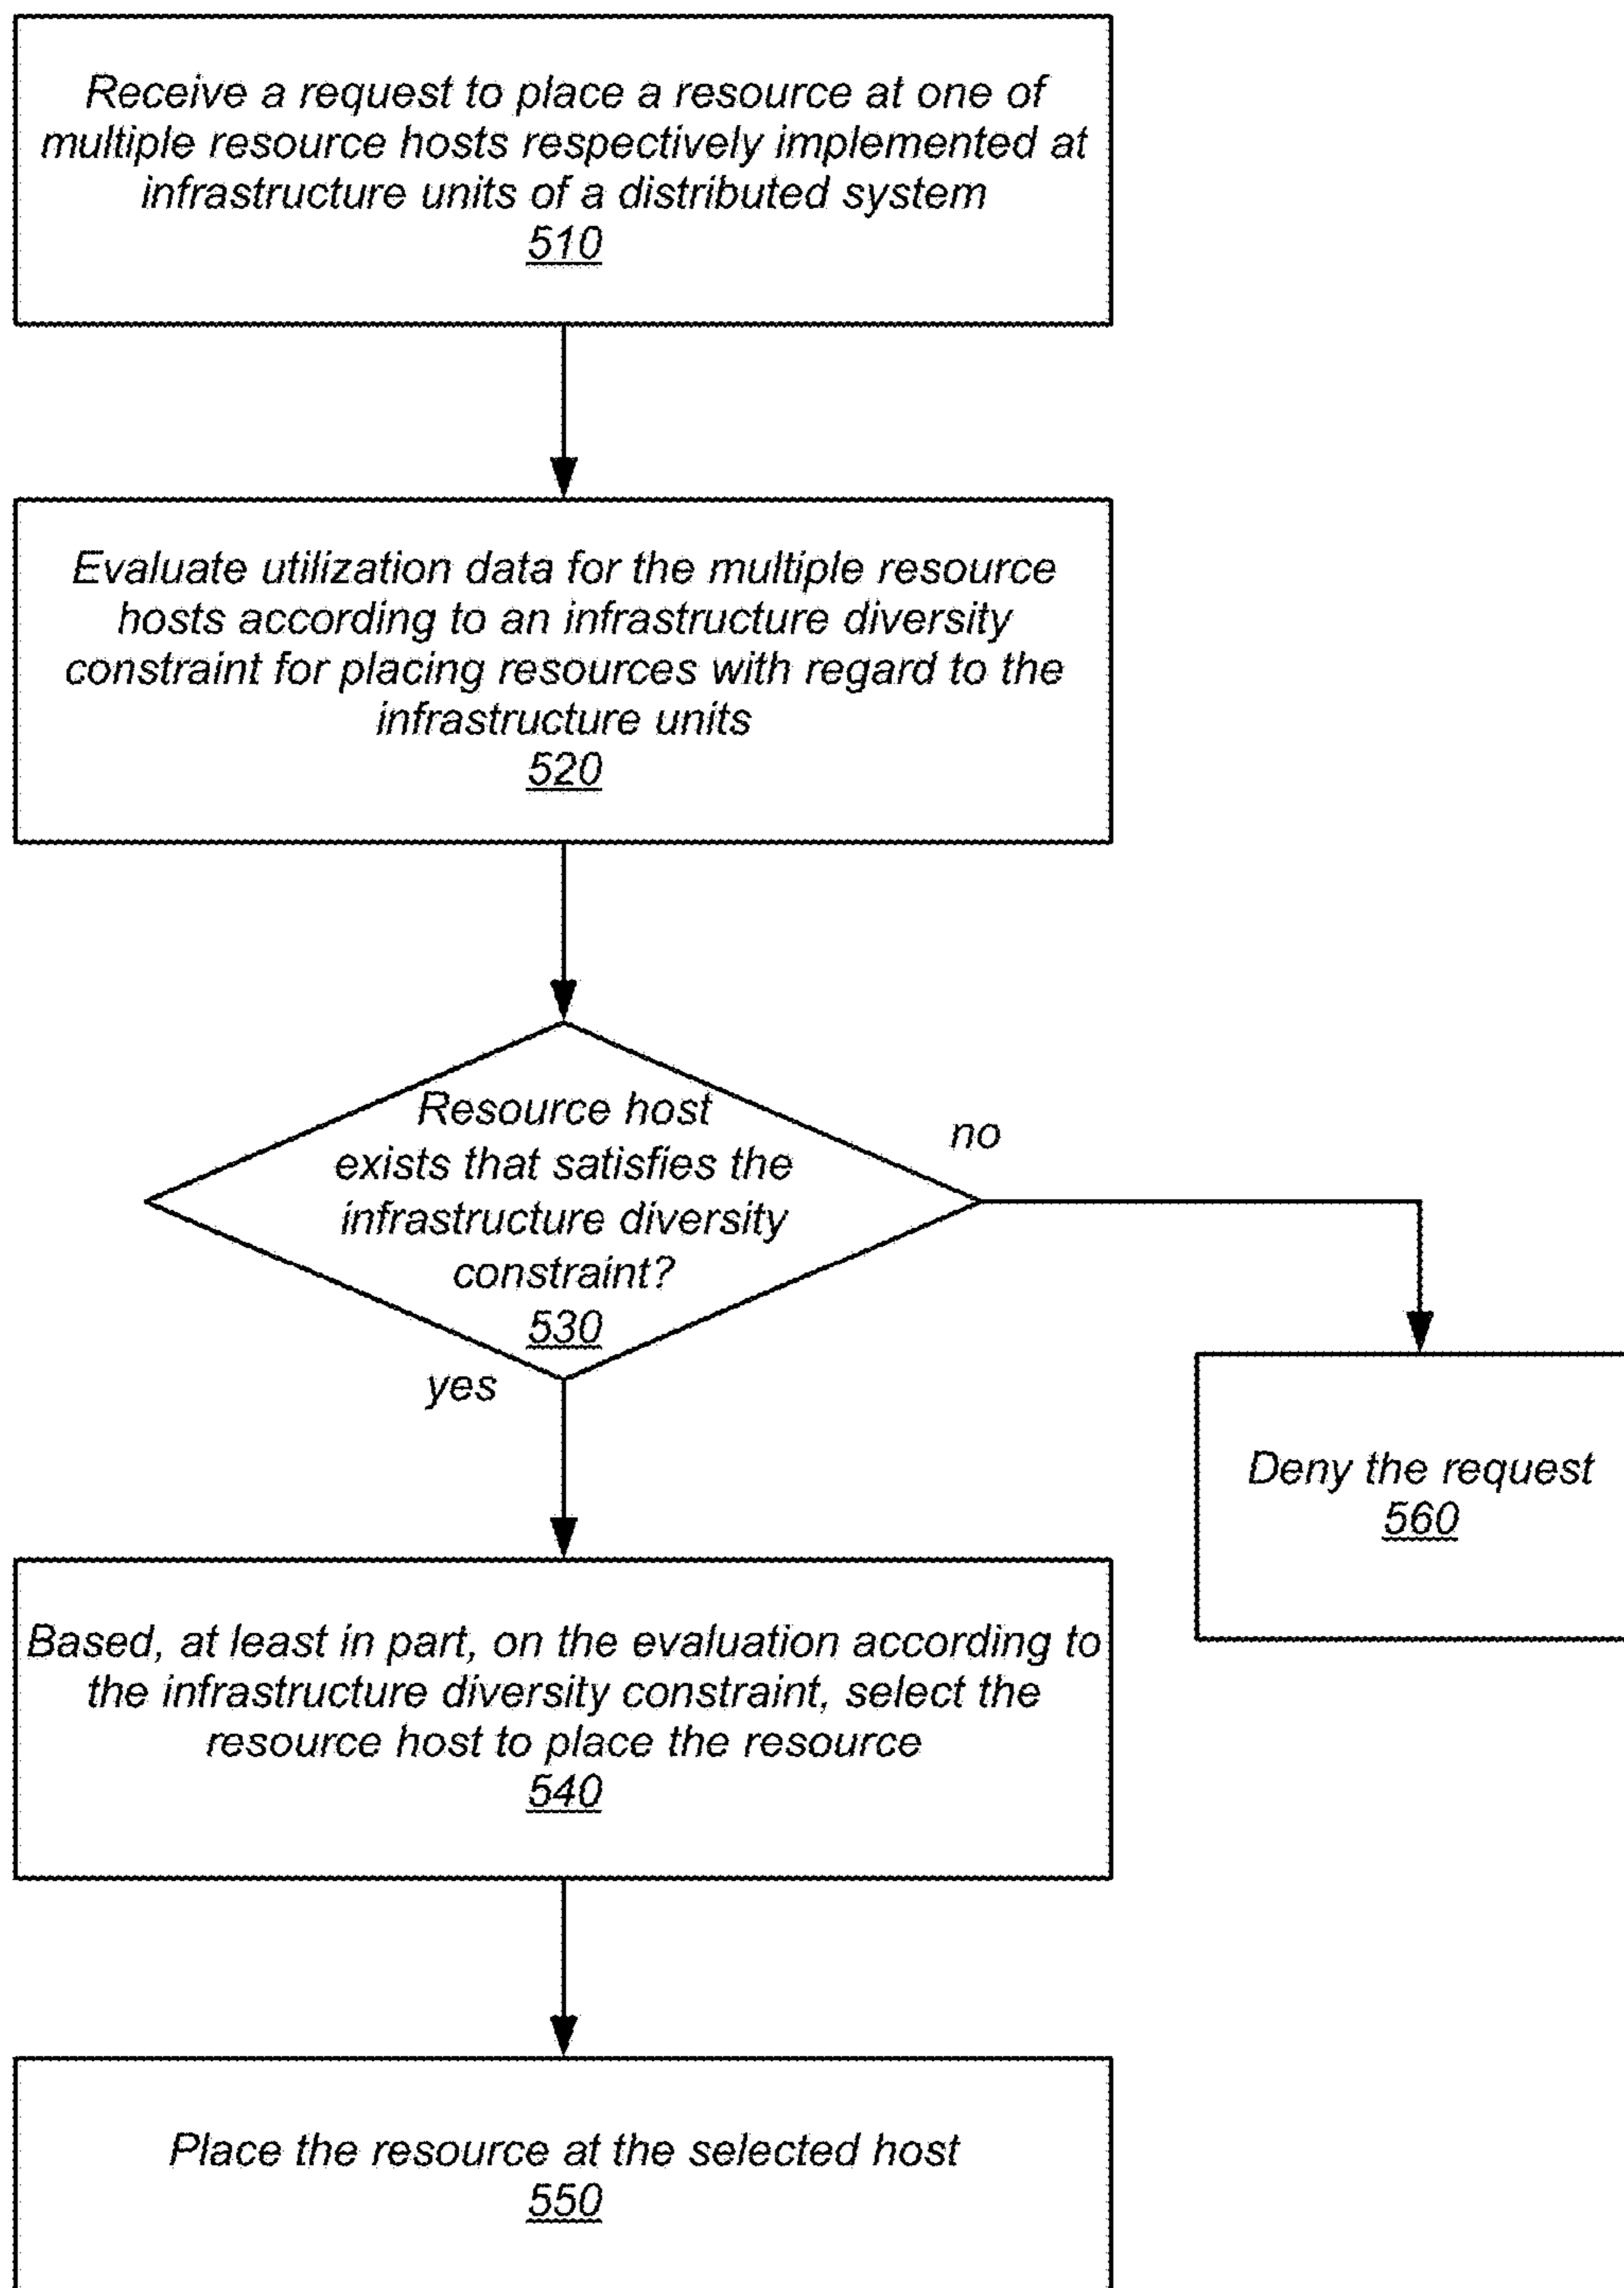 Receive a request to place a resource at one of
multiple resource hosts respectively implemented at
infrastructure units of a distributed system
510
Evaluate utilization data for the multiple resource
hosts according to an infrastructure diversity
constraint for placing resources with regard to the
infrastructure units
520
Resource host
exists that satisfies the
infrastructure diversity
constraint?
530
no
yes
Deny the request
560
Based, at least in part, on the evaluation according to
the infrastructure diversity constraint, select the
resource host to place the resource
540
Place the resource at the selected host
550